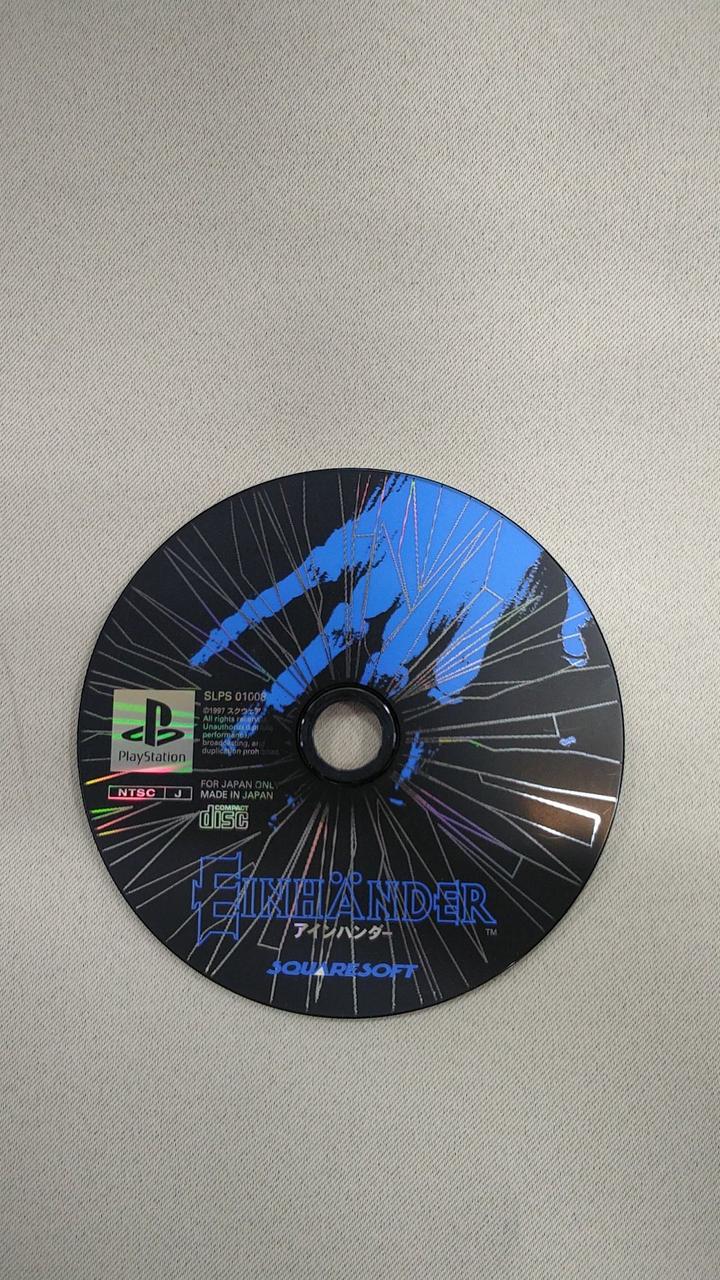 SLPS 01008
©1997 スクウェア
All rights reserved.
Unauthorized
performance,
broadcasting, and
duplication prohibited.
PlayStation
NTSC J
FOR JAPAN ONLY
MADE IN JAPAN
COMPACT
disc
EINHÄNDER
アインハンダー
TM
SQUARESOFT